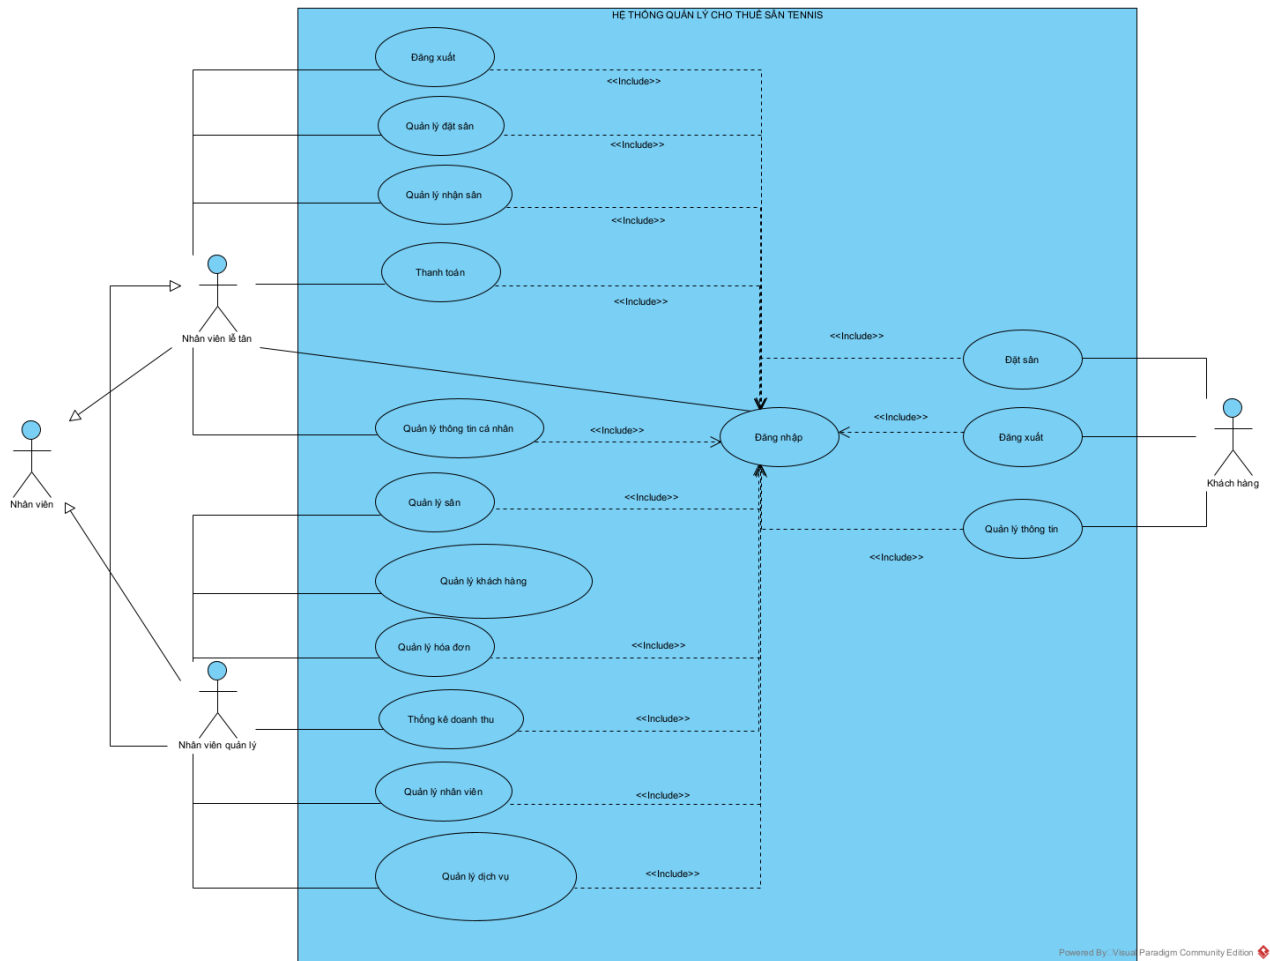 HỆ THỐNG QUẢN LÝ CHO THUÊ SÂN TENNIS
Đăng xuất
<<Include>>
Quản lý đặt sân
<<Include>>
Quản lý nhận sân
<<Include>>
Thanh toán
<<Include>>
Nhân viên lễ tân
<<Include>>
Đặt sân
Quản lý thông tin cá nhân
<<Include>>
Đăng nhập
<<Include>>
Đăng xuất
Khách hàng
Nhân viên
Quản lý sân
<<Include>>
Quản lý thông tin
<<Include>>
Quản lý khách hàng
Quản lý hóa đơn
<<Include>>
Thống kê doanh thu
<<Include>>
Nhân viên quản lý
Quản lý nhân viên
<<Include>>
Quản lý dịch vụ
<<Include>>
Powered By: Visual Paradigm Community Edition